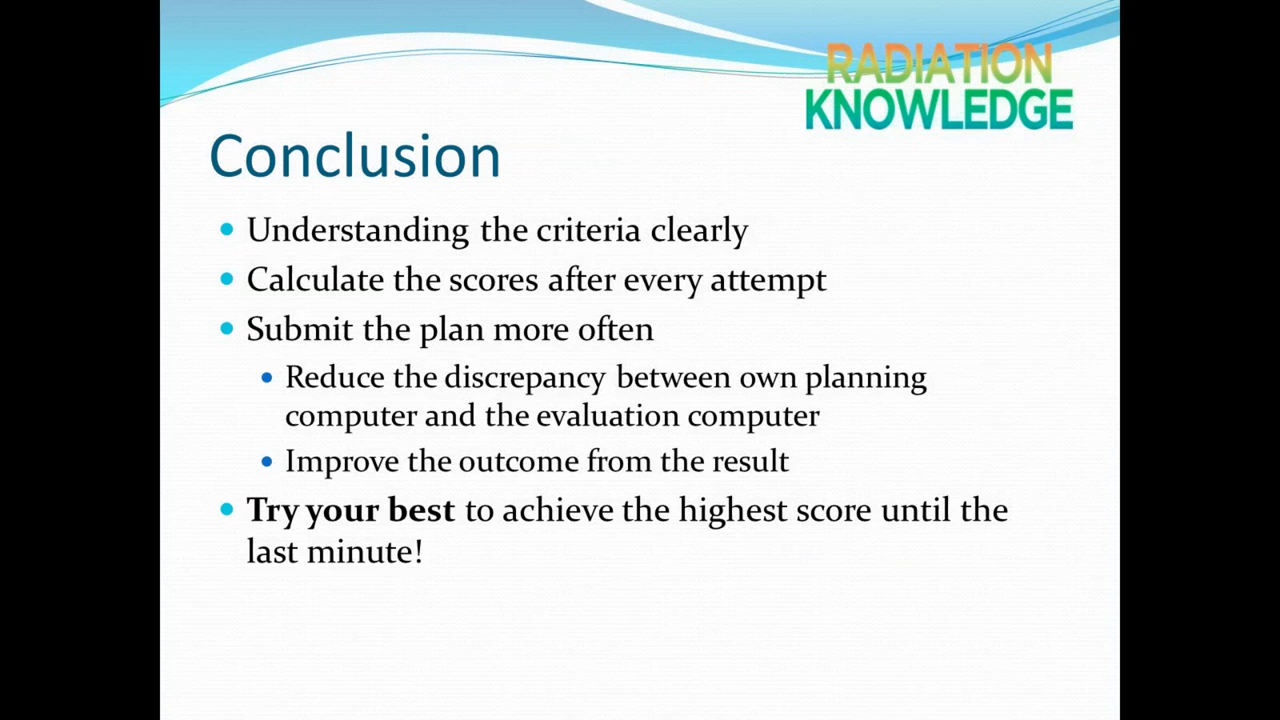 RADIATION
KNOWLEDGE
Conclusion
Understanding the criteria clearly
Calculate the scores after every attempt
Submit the plan more often
Reduce the discrepancy between own planning
computer and the evaluation computer
Improve the outcome from the result
Try your best to achieve the highest score until the
last minute!